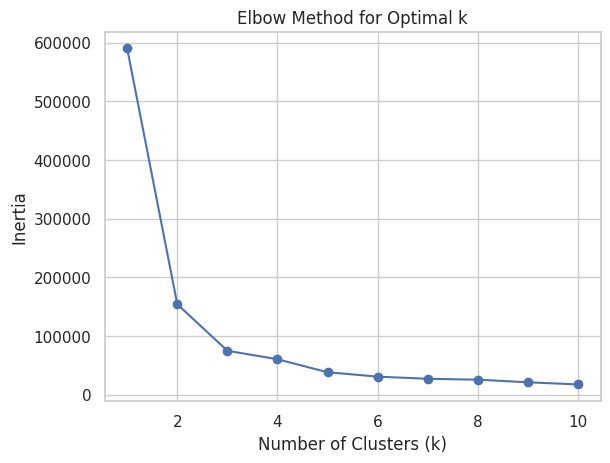 Elbow Method for Optimal k
600000
500000
400000
300000
200000
100000
0
Inertia
2 4 6 8 10
Number of Clusters (k)